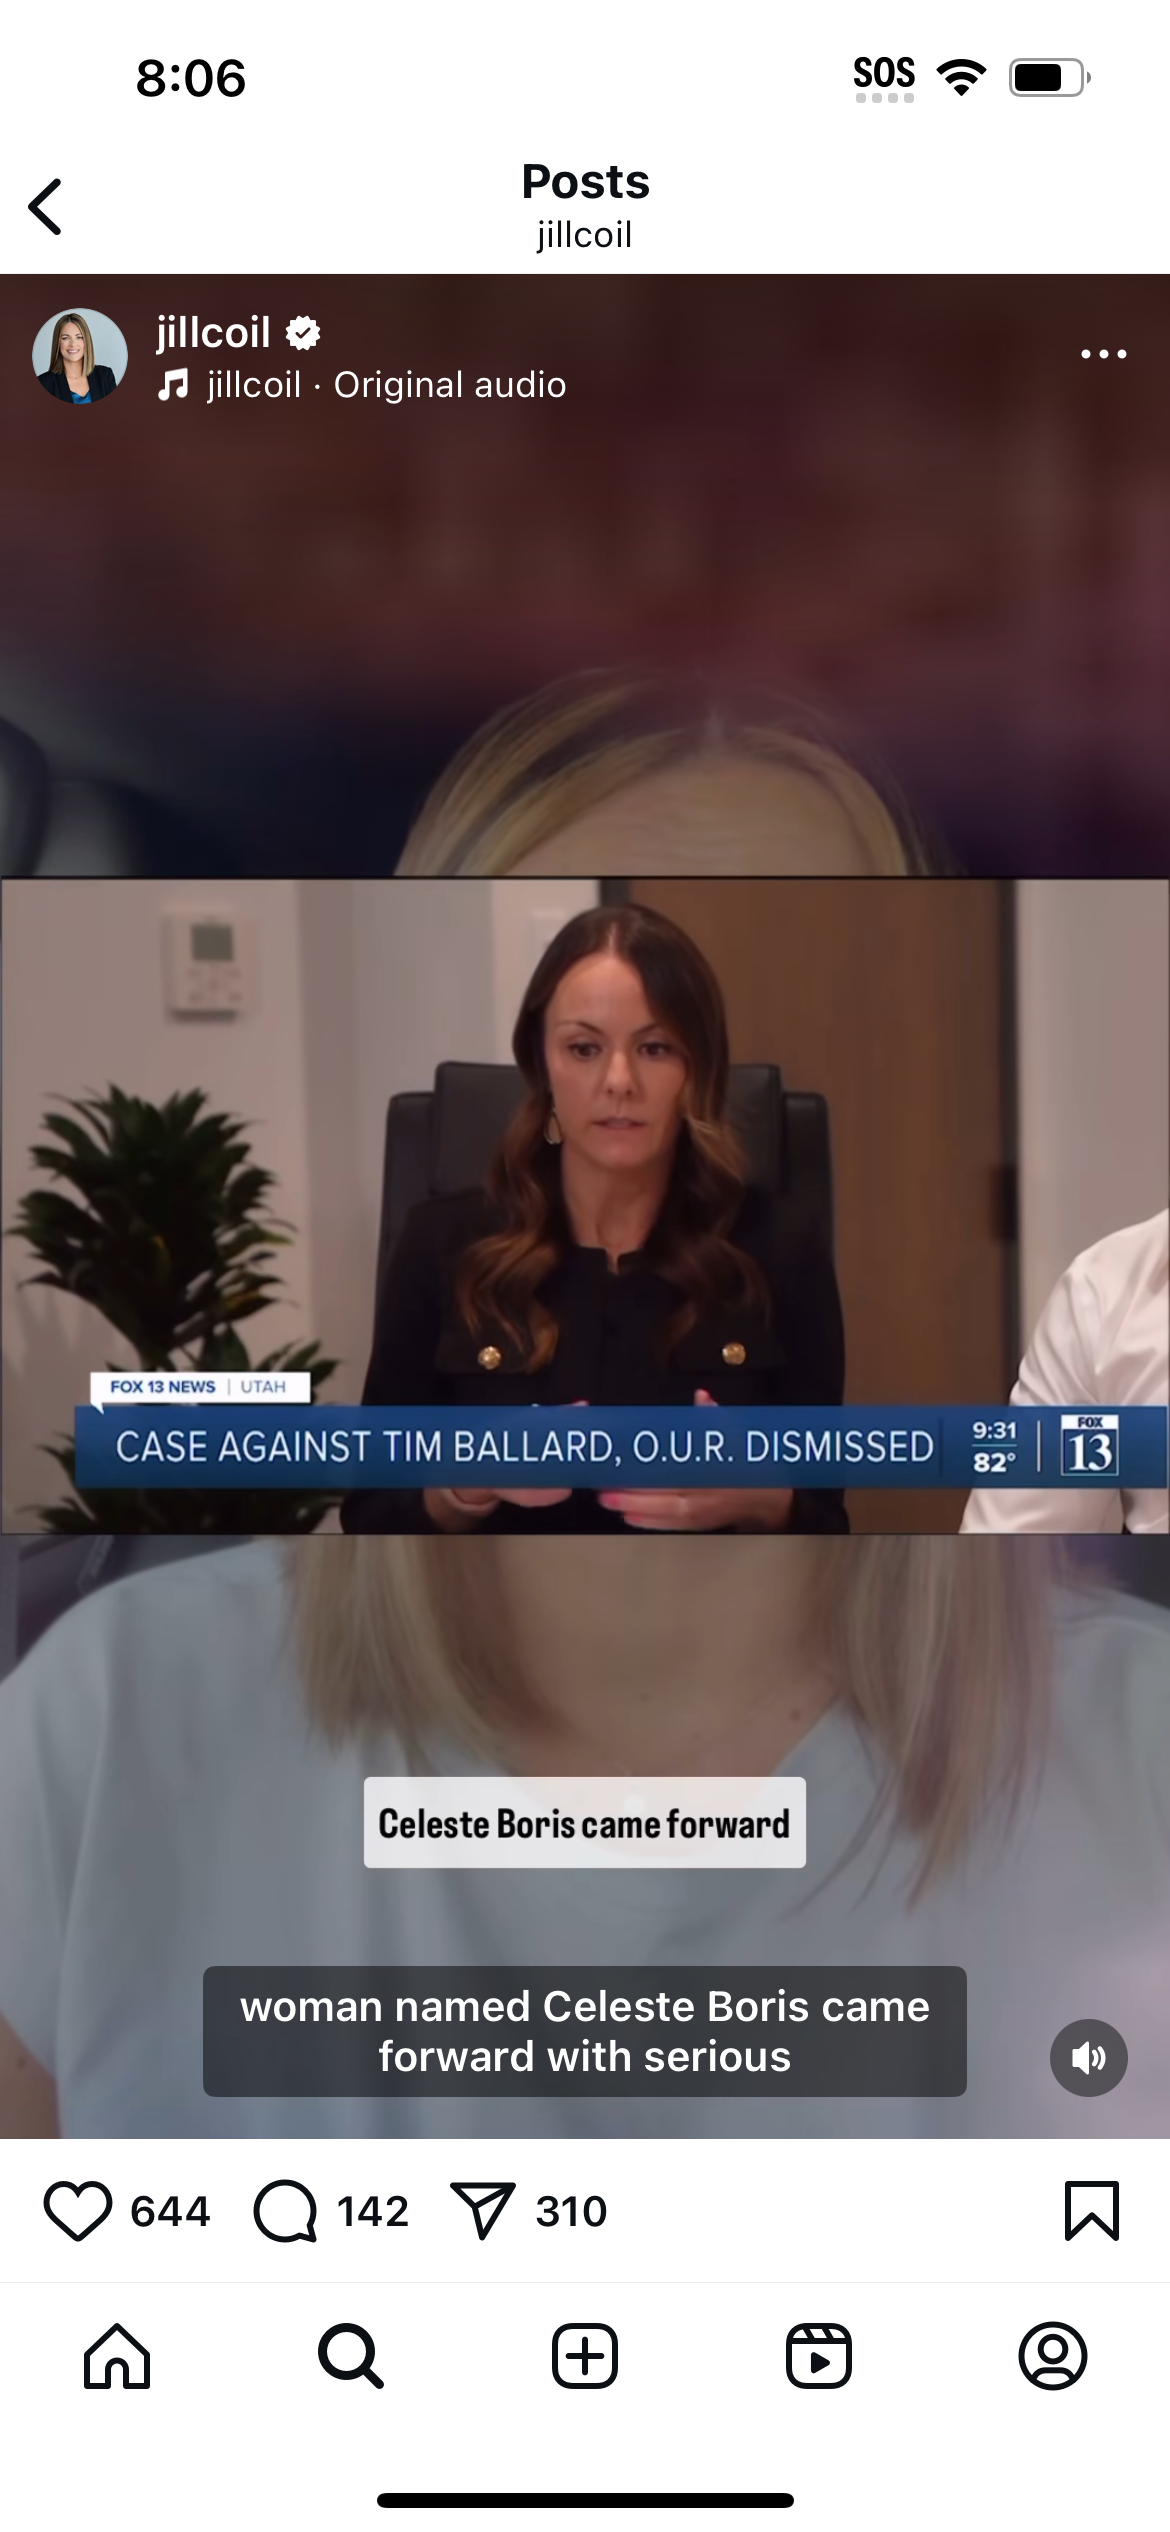 8:06
SOS
Posts
jillcoil
jillcoil
jillcoil · Original audio
FOX 13 NEWS | UTAH
CASE AGAINST TIM BALLARD, O.U.R. DISMISSED
9:31
82°
FOX
13
Celeste Boris came forward
woman named Celeste Boris came
forward with serious
644
142
310